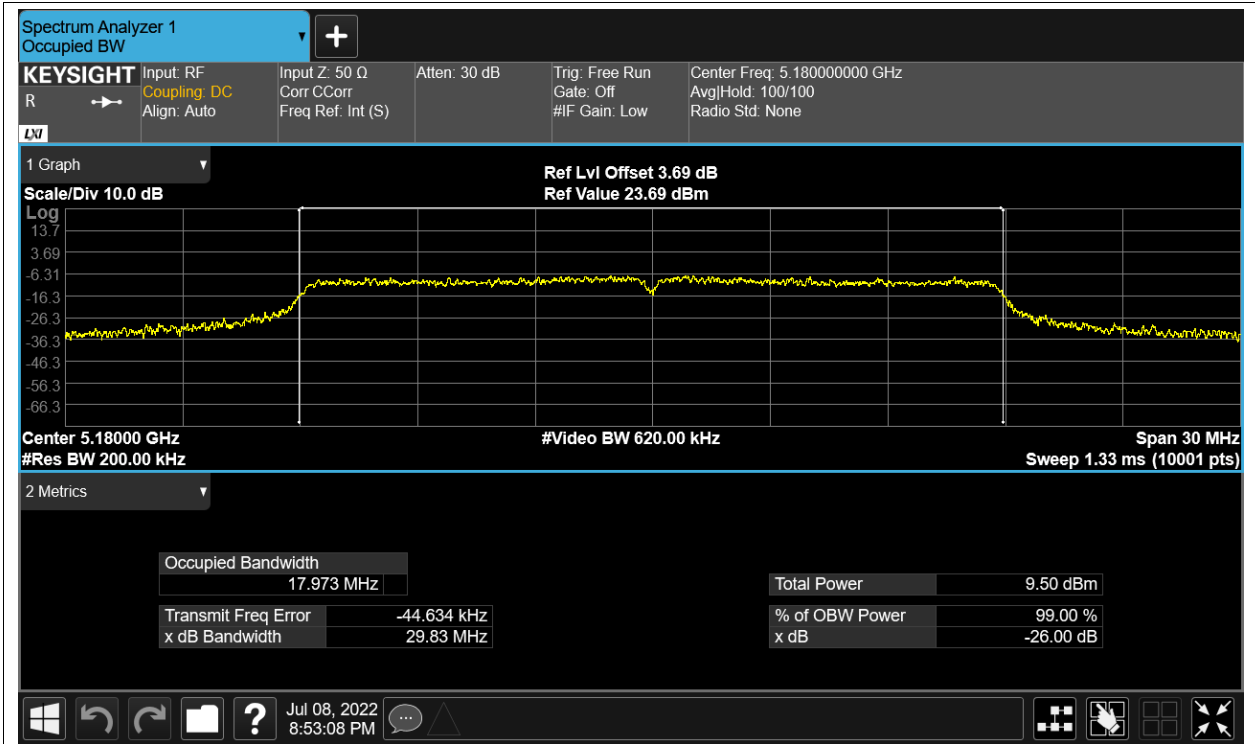 Spectrum Analyzer 1
Occupied BW
KEYSIGHT
R
LXI
Input: RF
Coupling: DC
Align: Auto
Input Z: 50 Ω
Corr CCorr
Freq Ref: Int (S)
Atten: 30 dB
Trig: Free Run
Gate: Off
#IF Gain: Low
Center Freq: 5.180000000 GHz
Avg|Hold: 100/100
Radio Std: None
1 Graph
Scale/Div 10.0 dB
Ref Lvl Offset 3.69 dB
Ref Value 23.69 dBm
Log
13.7
3.69
-6.31
-16.3
-26.3
-36.3
-46.3
-56.3
-66.3
Center 5.18000 GHz
#Res BW 200.00 kHz
#Video BW 620.00 kHz
Span 30 MHz
Sweep 1.33 ms (10001 pts)
2 Metrics
Occupied Bandwidth
17.973 MHz
Transmit Freq Error -44.634 kHz
x dB Bandwidth 29.83 MHz
Total Power 9.50 dBm
% of OBW Power 99.00 %
x dB -26.00 dB
?
Jul 08, 2022
8:53:08 PM